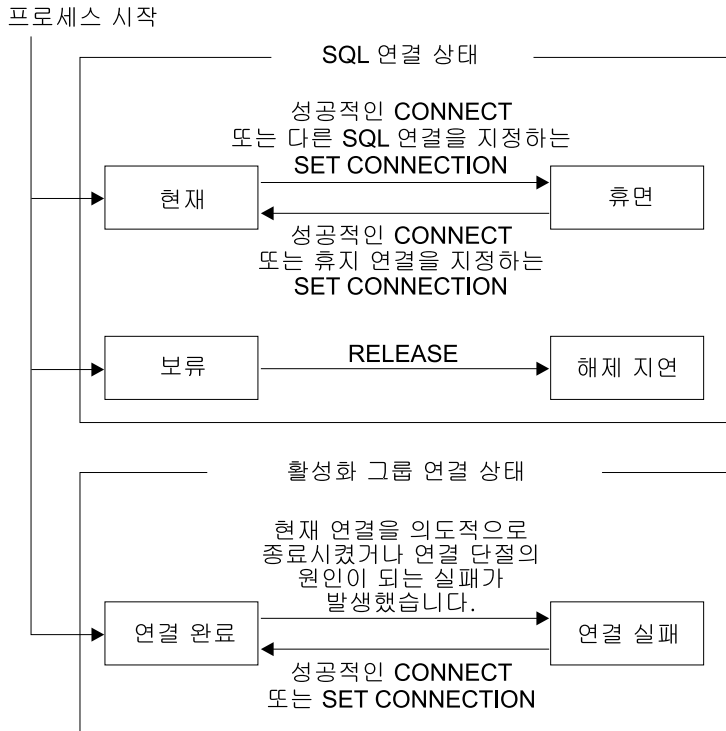 프로세스 시작
SQL 연결 상태
성공적인 CONNECT
또는 다른 SQL 연결을 지정하는
SET CONNECTION
현재
휴면
성공적인 CONNECT
또는 휴지 연결을 지정하는
SET CONNECTION
보류
RELEASE
해제 지연
활성화 그룹 연결 상태
현재 연결을 의도적으로
종료시켰거나 연결 단절의
원인이 되는 실패가
발생했습니다.
연결 완료
연결 실패
성공적인 CONNECT
또는 SET CONNECTION